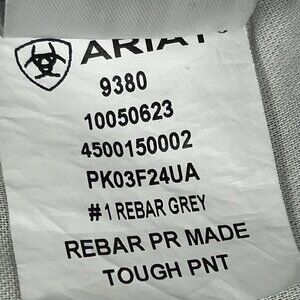 ARIAT
9380
10050623
4500150002
PK03F24UA
#1 REBAR GREY
REBAR PR MADE
TOUGH PNT